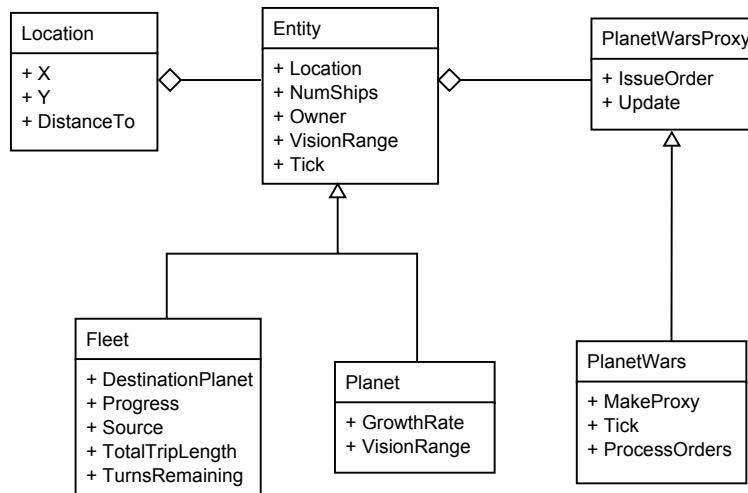 Location
+ X
+ Y
+ DistanceTo
Entity
+ Location
+ NumShips
+ Owner
+ VisionRange
+ Tick
PlanetWarsProxy
+ IssueOrder
+ Update
Fleet
+ DestinationPlanet
+ Progress
+ Source
+ TotalTripLength
+ TurnsRemaining
Planet
+ GrowthRate
+ VisionRange
PlanetWars
+ MakeProxy
+ Tick
+ ProcessOrders